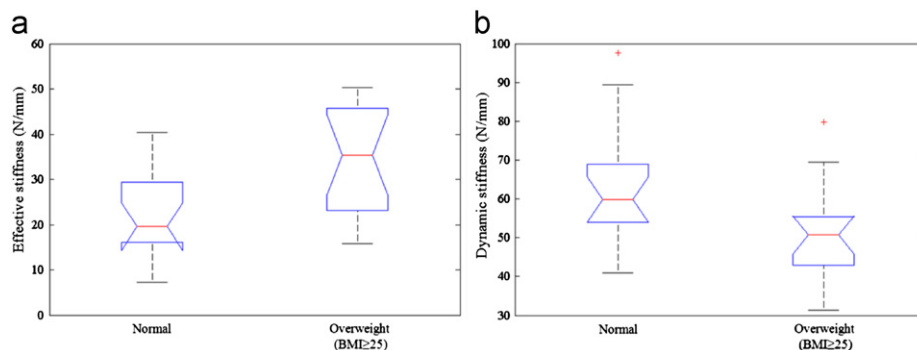 a
b
60
50
40
30
20
10
0
Effective stiffness (N/mm)
Normal
Overweight
(BMI≥25)
100
90
80
70
60
50
40
30
Dynamic stiffness (N/mm)
Normal
Overweight
(BMI≥25)